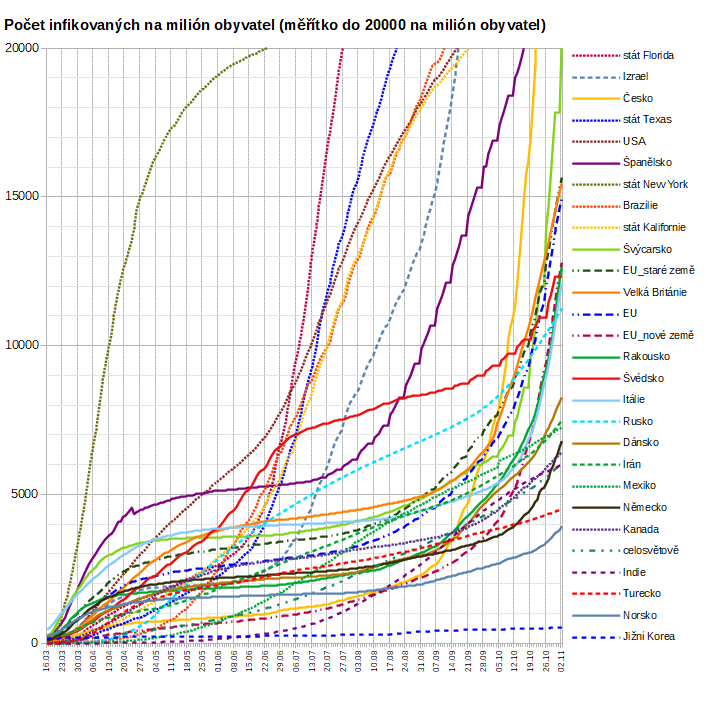 Počet infikovaných na milión obyvatel (měřítko do 20000 na milión obyvatel)
20000
15000
10000
5000
0
16.03
23.03
30.03
06.04
13.04
20.04
27.04
04.05
11.05
18.05
25.05
01.06
08.06
15.06
22.06
29.06
06.07
13.07
20.07
27.07
03.08
10.08
17.08
24.08
31.08
07.09
14.09
21.09
28.09
05.10
12.10
19.10
26.10
02.11
stát Florida
Izrael
Česko
stát Texas
USA
Španělsko
stát New York
Brazílie
stát Kalifornie
Švýcarsko
EU_staré země
Velká Británie
EU
EU_nové země
Rakousko
Švédsko
Itálie
Rusko
Dánsko
Irán
Mexiko
Německo
Kanada
celosvětově
Indie
Turecko
Norsko
Jižní Korea